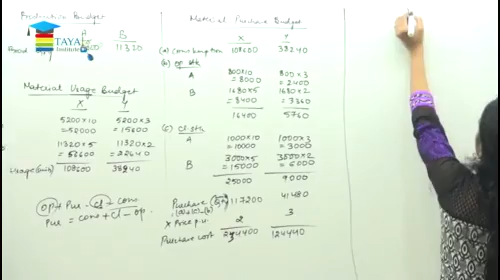 Production Budget
A B
TAYA
Institute
11320
Material Usage Budget
X Y
5200×10 5200×3
=52000 =15600
11320×5 11320×2
=56600 =22640
Usage(units) 108600 38240
op + Pur - cl = cons
Pur = cons + cl - op.
Material Purchase Budget
X Y
(a) Consumption 108600 38240
(b) op stk
A 800×10 800×3
=8000 =2400
B 1680×5 1680×2
=8400 =3360
16400 5760
(c) cl stk
A 1000×10 1000×3
=10000 =3000
B 3000×5 3000×2
=15000 =6000
25000 9000
Purchase 117200 41480
(a)+(c)-(b)
× Price p.u. 2 3
Purchase cost 234400 124440